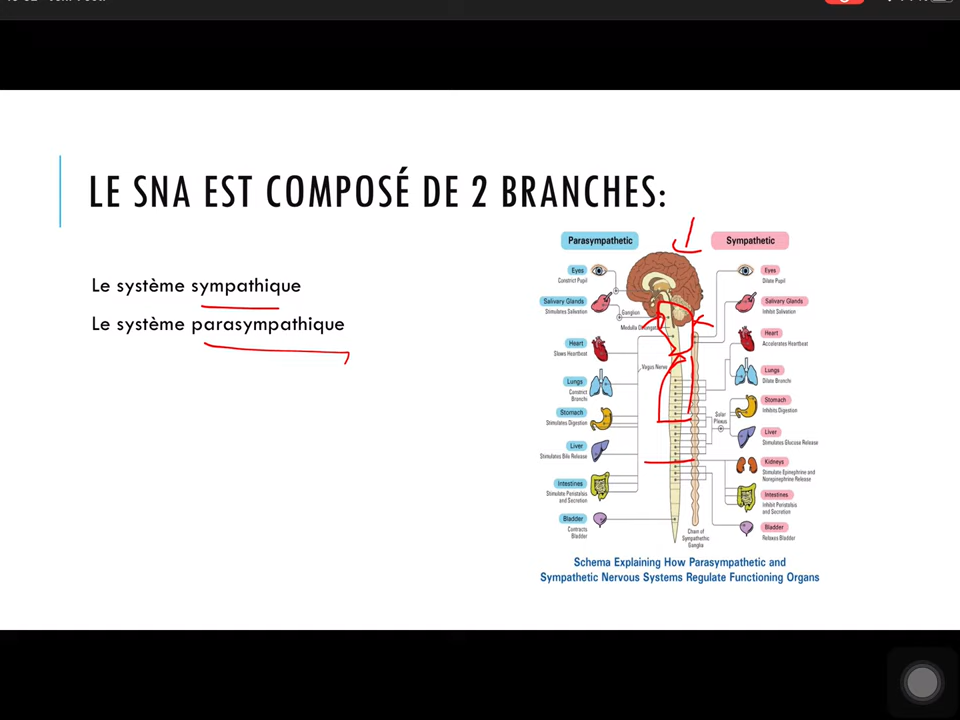 LE SNA EST COMPOSÉ DE 2 BRANCHES:
Le système sympathique
Le système parasympathique
Parasympathetic
Sympathetic
Eyes
Constrict Pupil
Salivary Glands
Stimulates Salivation
Ganglion
Medulla Oblongata
Heart
Slows Heartbeat
Vagus Nerve
Lungs
Constrict
Bronchi
Stomach
Stimulates Digestion
Liver
Stimulates Bile Release
Intestines
Stimulate Peristalsis
and Secretion
Bladder
Contracts
Bladder
Eyes
Dilate Pupil
Salivary Glands
Inhibit Salivation
Heart
Accelerates Heartbeat
Lungs
Dilate Bronchi
Stomach
Inhibits Digestion
Solar
Plexus
Liver
Stimulates Glucose Release
Kidneys
Stimulate Epinephrine and
Norepinephrine Release
Intestines
Inhibit Peristalsis
and Secretion
Bladder
Relaxes Bladder
Chain of
Sympathetic
Ganglia
Schema Explaining How Parasympathetic and
Sympathetic Nervous Systems Regulate Functioning Organs